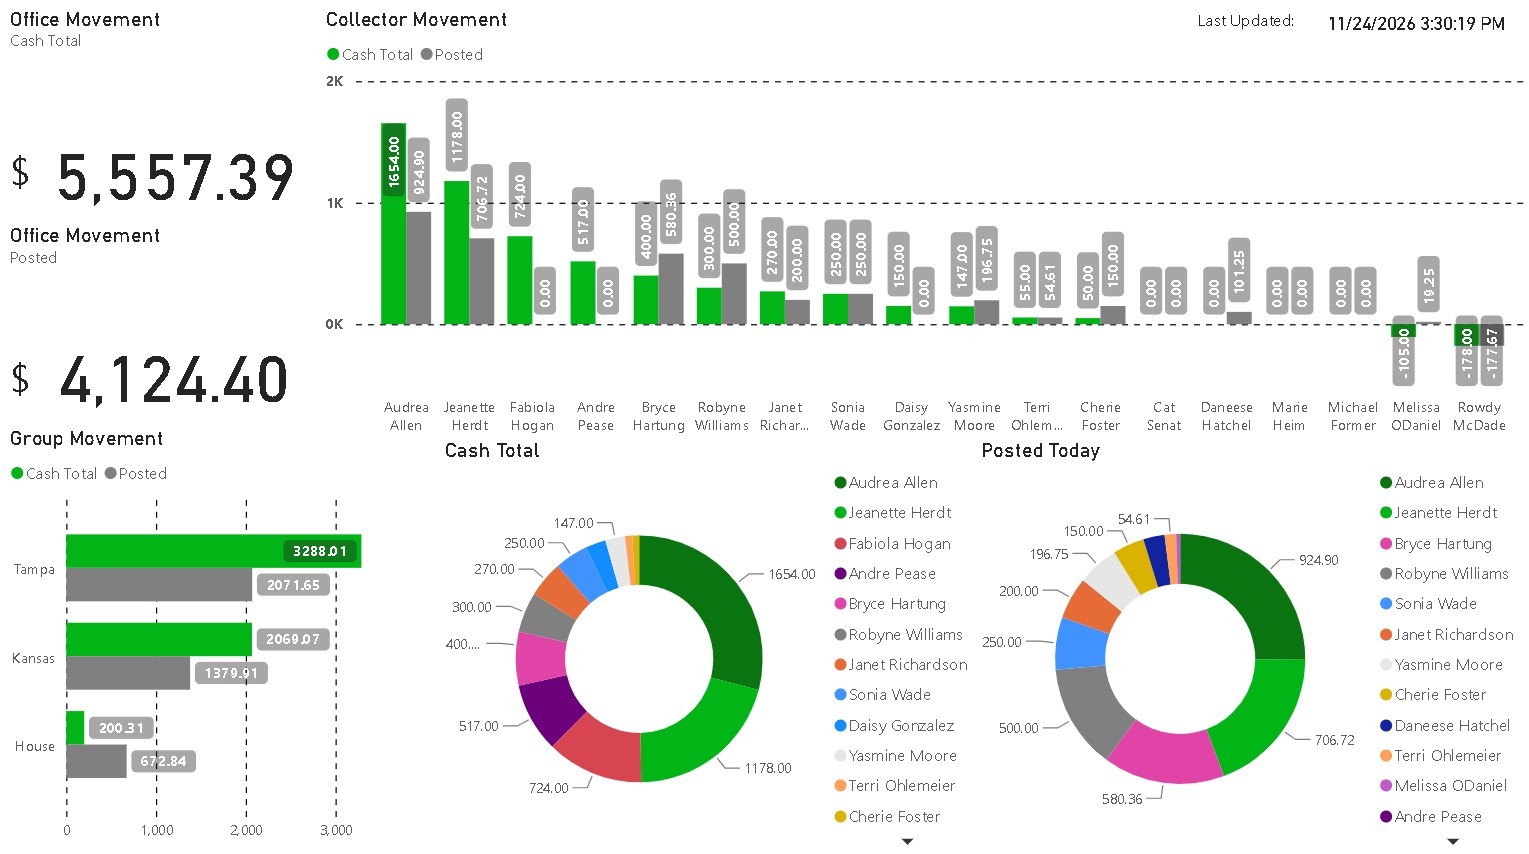 Office Movement
Cash Total
$ 5,557.39
Office Movement
Posted
$ 4,124.40
Collector Movement
Last Updated: 11/24/2026 3:30:19 PM
Cash Total Posted
2K
1K
0K
1654.00 924.90
1178.00 706.72
724.00 0.00
517.00 0.00
400.00 580.36
300.00 500.00
270.00 200.00
250.00 250.00
150.00 0.00
147.00 196.75
55.00 54.61
50.00 150.00
0.00 0.00
0.00 101.25
0.00 0.00
0.00 0.00
-105.00 19.25
-178.00 -177.67
Audrea Allen
Jeanette Herdt
Fabiola Hogan
Andre Pease
Bryce Hartung
Robyne Williams
Janet Richar...
Sonia Wade
Daisy Gonzalez
Yasmine Moore
Terri Ohlem...
Cherie Foster
Cat Senat
Daneese Hatchel
Marie Heim
Michael Former
Melissa ODaniel
Rowdy McDade
Group Movement
Cash Total Posted
Tampa
3288.01
2071.65
Kansas
2069.07
1379.91
House
200.31
672.84
0 1,000 2,000 3,000
Cash Total
147.00
250.00
270.00
300.00
400....
517.00
724.00
1178.00
1654.00
Audrea Allen
Jeanette Herdt
Fabiola Hogan
Andre Pease
Bryce Hartung
Robyne Williams
Janet Richardson
Sonia Wade
Daisy Gonzalez
Yasmine Moore
Terri Ohlemeier
Cherie Foster
Posted Today
54.61
150.00
196.75
200.00
250.00
500.00
580.36
706.72
924.90
Audrea Allen
Jeanette Herdt
Bryce Hartung
Robyne Williams
Sonia Wade
Janet Richardson
Yasmine Moore
Cherie Foster
Daneese Hatchel
Terri Ohlemeier
Melissa ODaniel
Andre Pease